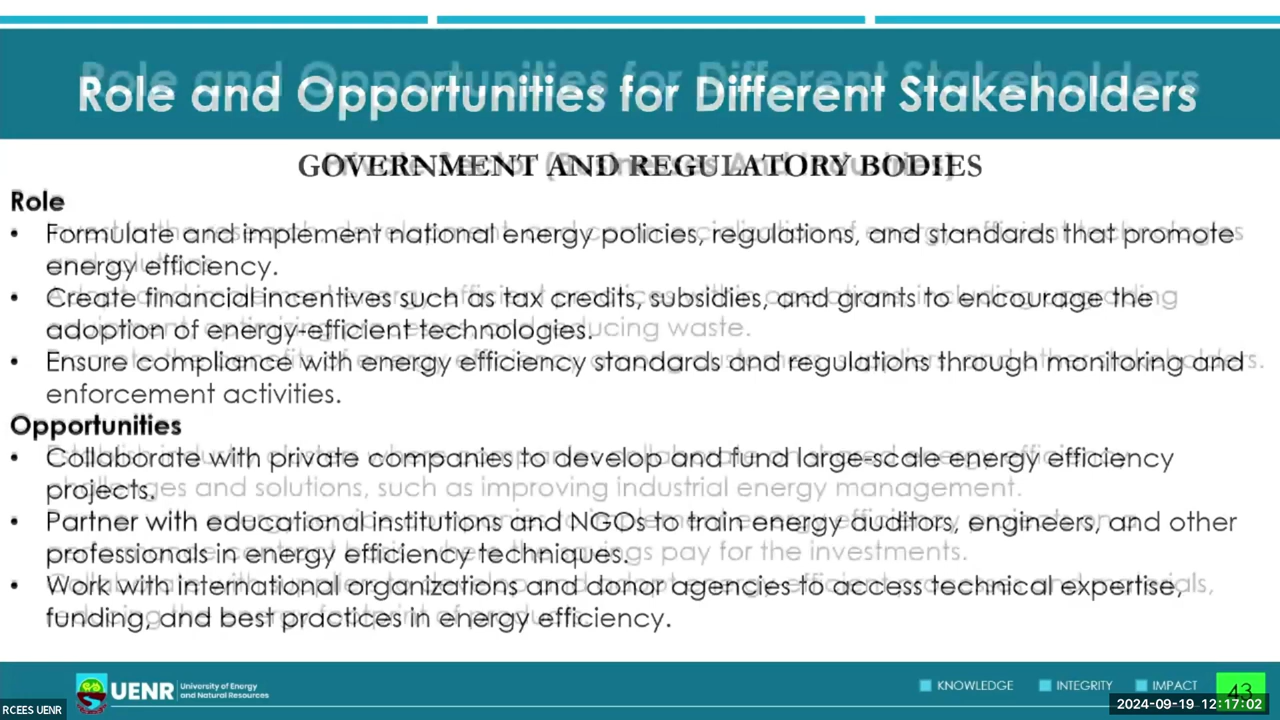 Role and Opportunities for Different Stakeholders
GOVERNMENT AND REGULATORY BODIES
Role
• Formulate and implement national energy policies, regulations, and standards that promote
energy efficiency.
• Create financial incentives such as tax credits, subsidies, and grants to encourage the
adoption of energy-efficient technologies.
• Ensure compliance with energy efficiency standards and regulations through monitoring and
enforcement activities.
Opportunities
• Collaborate with private companies to develop and fund large-scale energy efficiency
projects.
• Partner with educational institutions and NGOs to train energy auditors, engineers, and other
professionals in energy efficiency techniques.
• Work with international organizations and donor agencies to access technical expertise,
funding, and best practices in energy efficiency.
UENR
University of Energy
and Natural Resources
KNOWLEDGE
INTEGRITY
IMPACT
43
RCEES UENR
2024-09-19 12:17:02